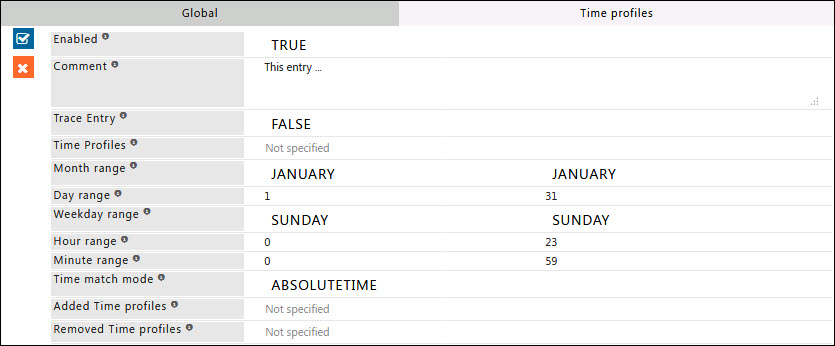 Global Time profiles
Enabled TRUE
Comment This entry ...
Trace Entry FALSE
Time Profiles Not specified
Month range JANUARY JANUARY
Day range 1 31
Weekday range SUNDAY SUNDAY
Hour range 0 23
Minute range 0 59
Time match mode ABSOLUTETIME
Added Time profiles Not specified
Removed Time profiles Not specified